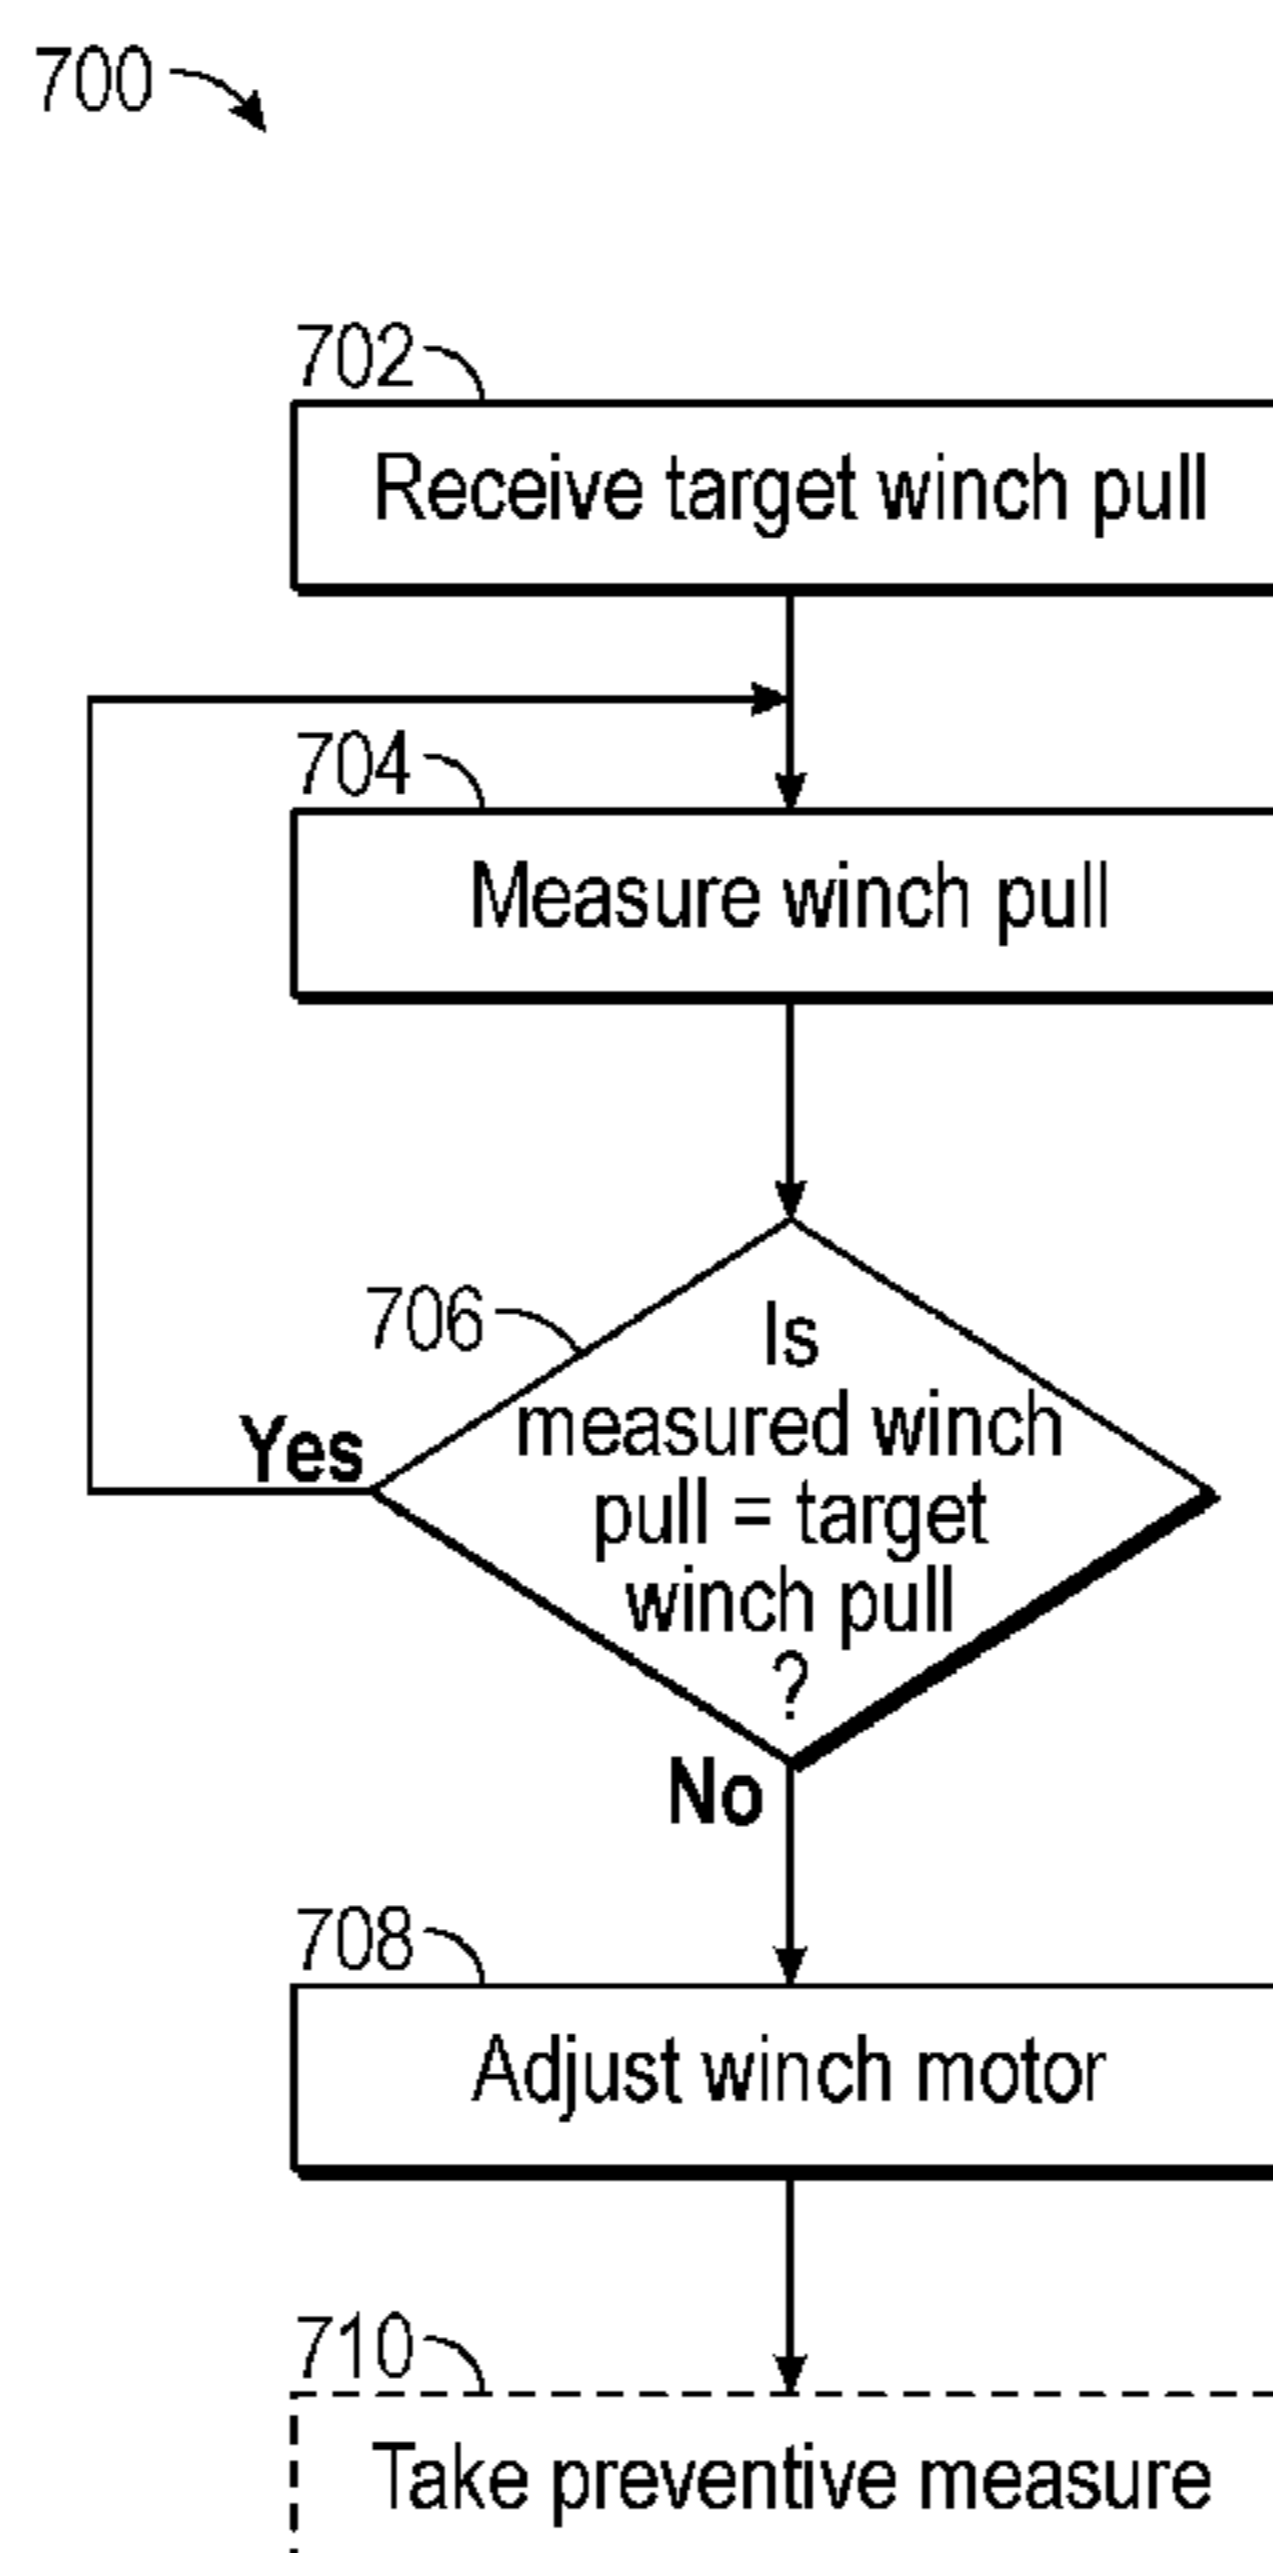 700
702
Receive target winch pull
704
Measure winch pull
706
Is
measured winch
pull = target
winch pull
?
Yes
No
708
Adjust winch motor
710
Take preventive measure